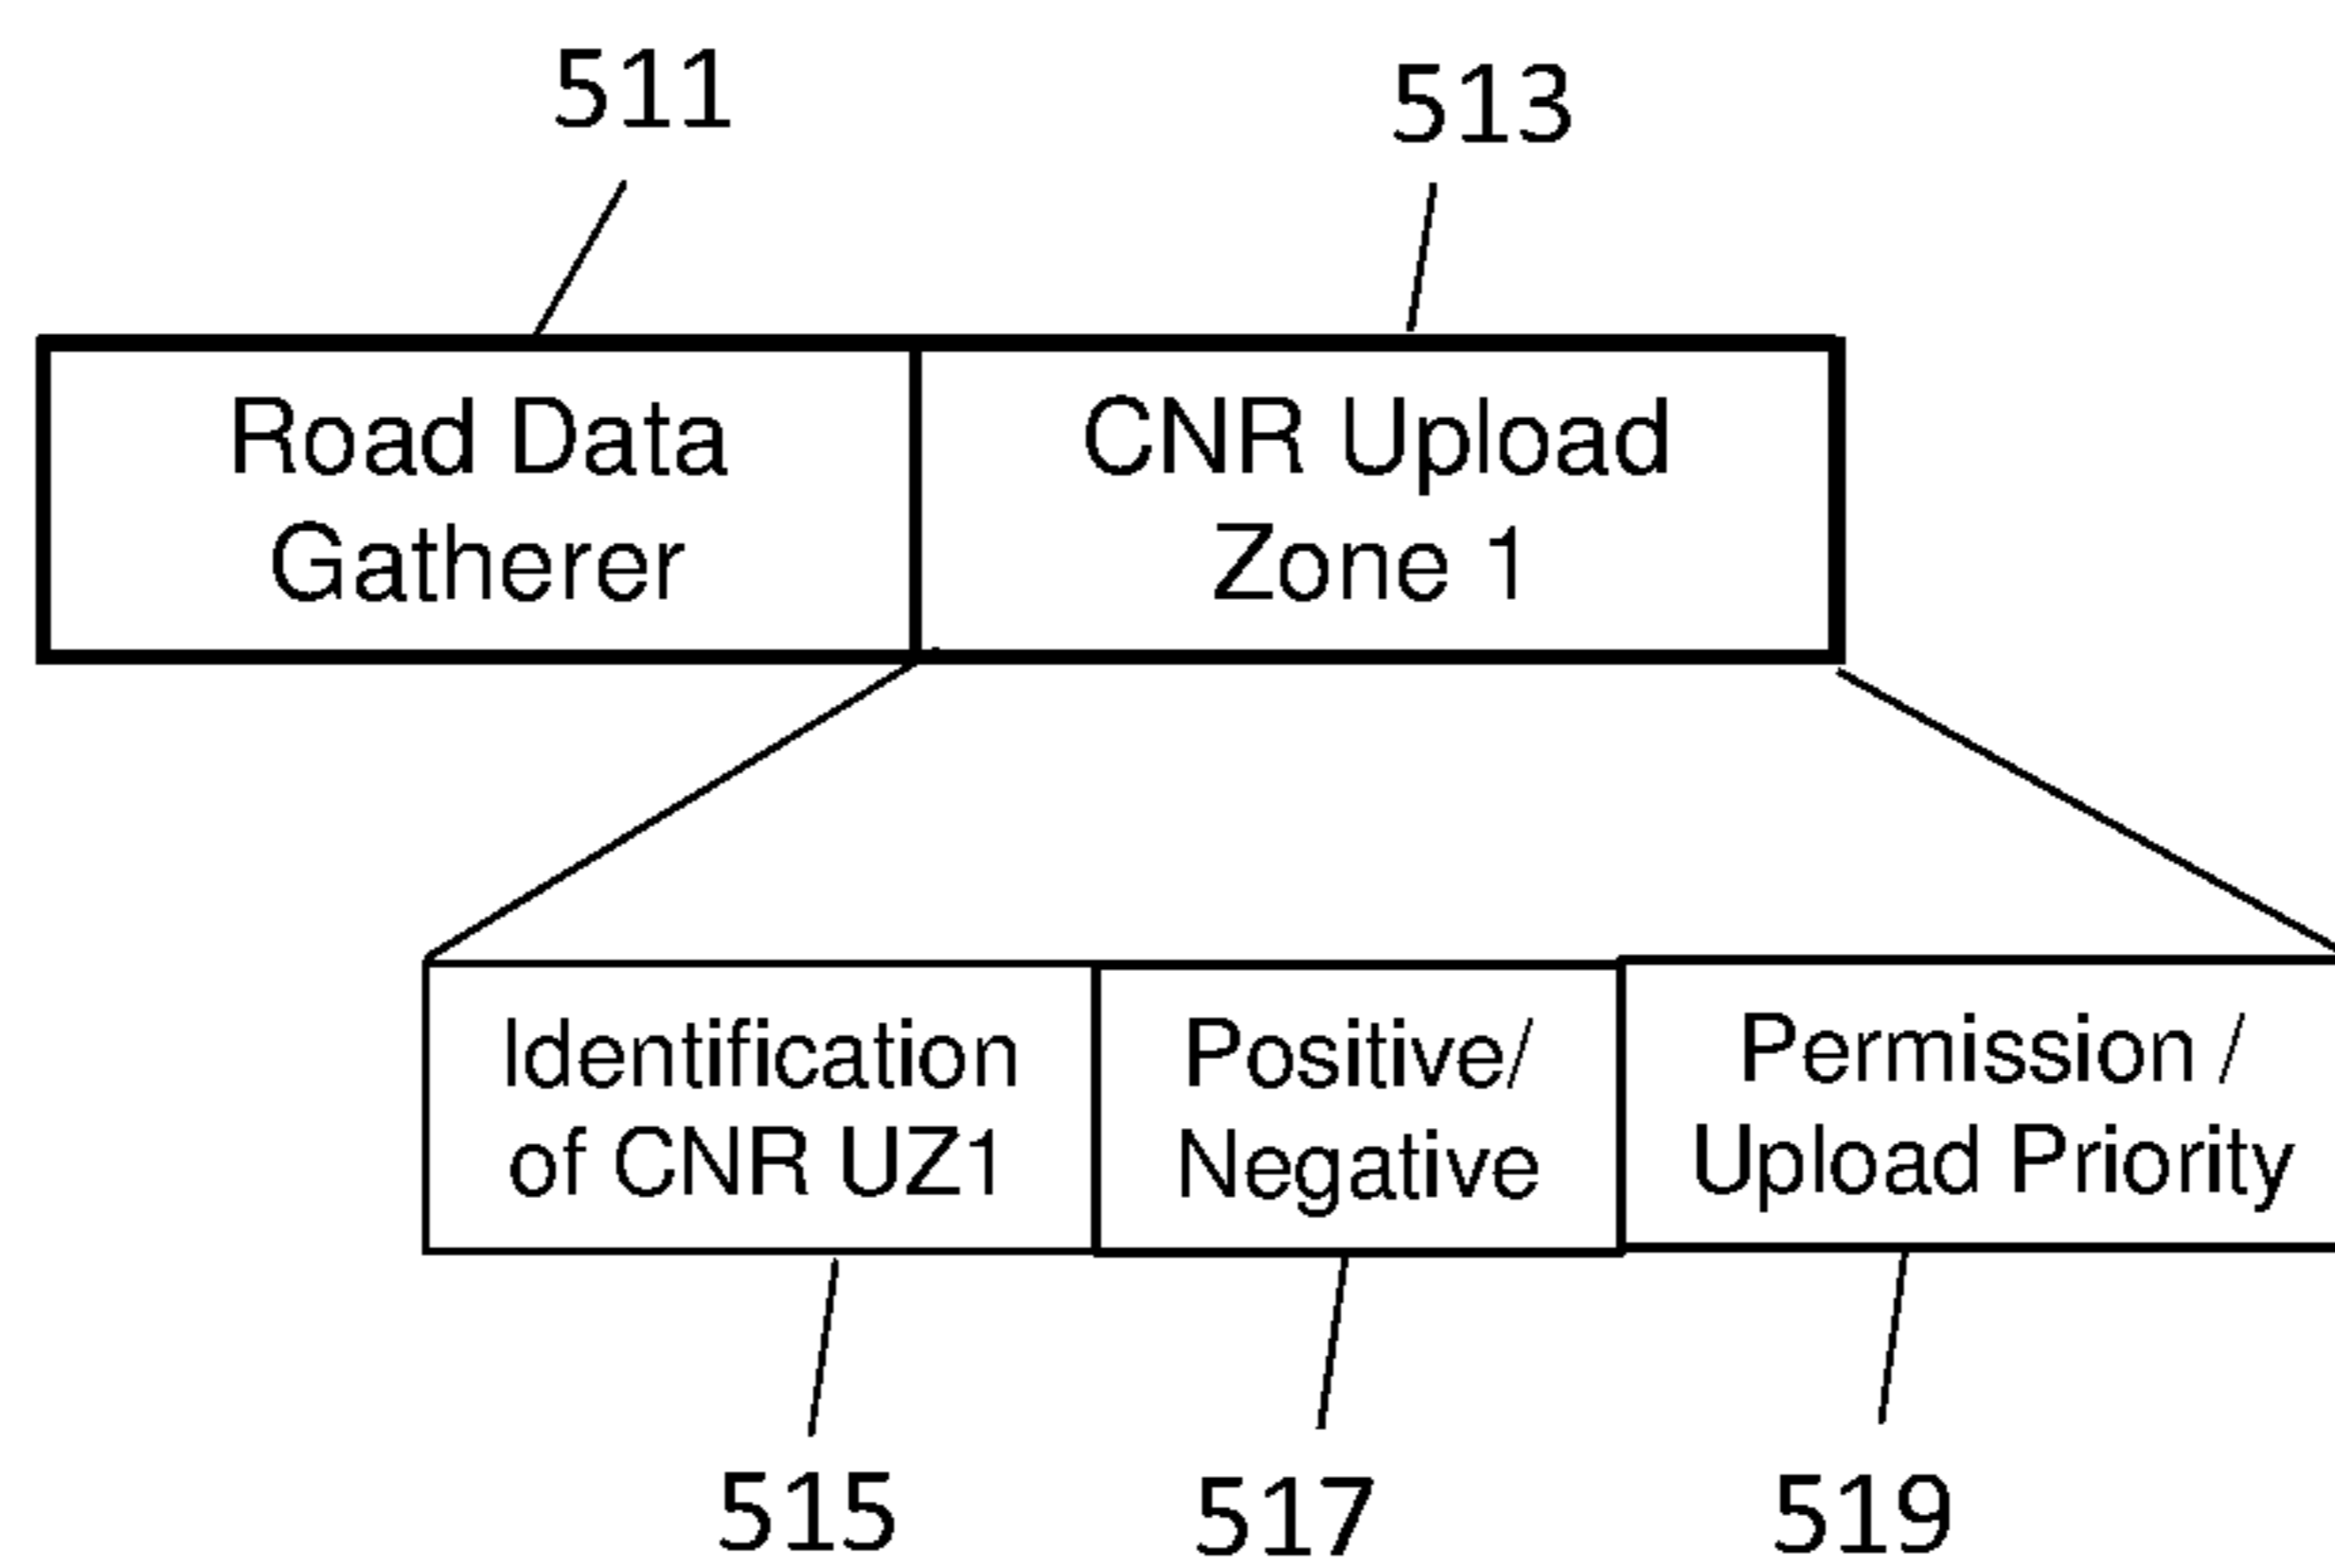 511
513
Road Data
Gatherer
CNR Upload
Zone 1
Identification
of CNR UZ1
Positive/
Negative
Permission /
Upload Priority
515
517
519